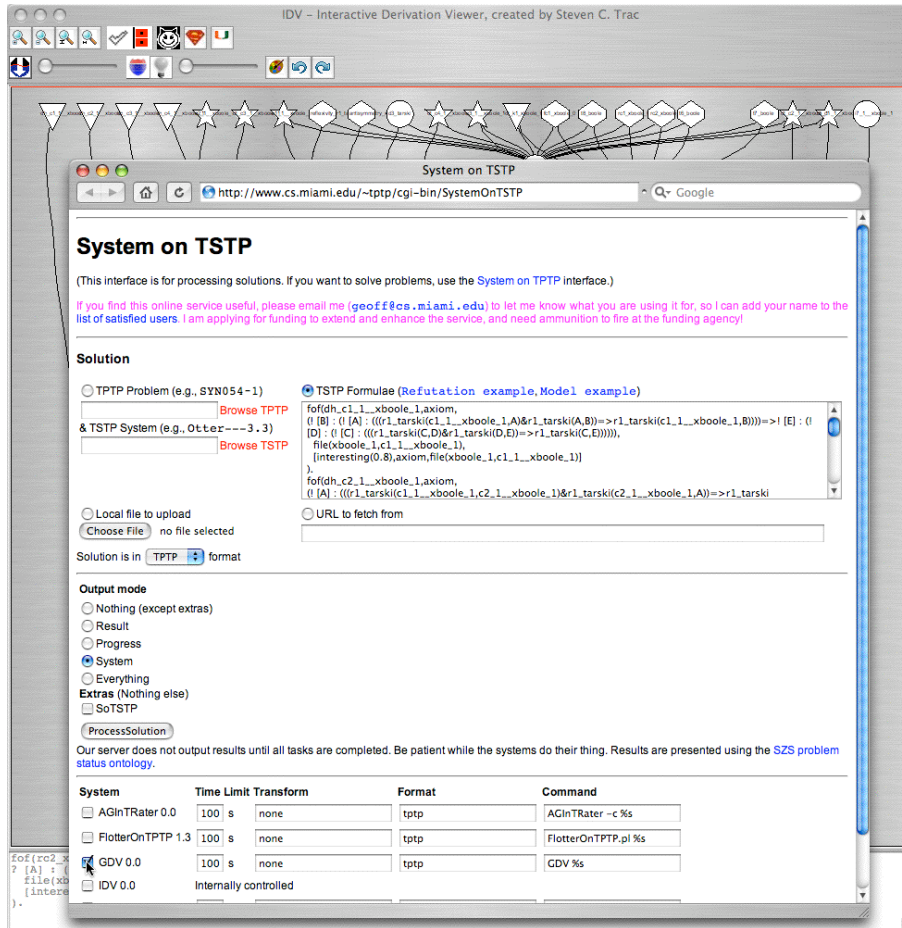 IDV - Interactive Derivation Viewer, created by Steven C. Trac
System on TSTP
http://www.cs.miami.edu/~tptp/cgi-bin/SystemOnTSTP
Google
System on TSTP
(This interface is for processing solutions. If you want to solve problems, use the System on TPTP interface.)
If you find this online service useful, please email me (geoff@cs.miami.edu) to let me know what you are using it for, so I can add your name to the
list of satisfied users. I am applying for funding to extend and enhance the service, and need ammunition to fire at the funding agency!
Solution
TPTP Problem (e.g., SYN054-1)
TSTP Formulae (Refutation example, Model example)
Browse TPTP
& TSTP System (e.g., Otter---3.3)
Browse TSTP
fof(dh_c1_1__xboole_1,axiom,
(! [B] : (! [A] : (((r1_tarski(c1_1__xboole_1,A)&r1_tarski(A,B))=>r1_tarski(c1_1__xboole_1,B))))=>! [E] : (!
[D] : (! [C] : (((r1_tarski(C,D)&r1_tarski(D,E))=>r1_tarski(C,E)))))),
file(xboole_1,c1_1__xboole_1),
[interesting(0.8),axiom,file(xboole_1,c1_1__xboole_1)]
).
fof(dh_c2_1__xboole_1,axiom,
(! [A] : (((r1_tarski(c1_1__xboole_1,c2_1__xboole_1)&r1_tarski(c2_1__xboole_1,A))=>r1_tarski
Local file to upload
URL to fetch from
Choose File no file selected
Solution is in TPTP format
Output mode
Nothing (except extras)
Result
Progress
System
Everything
Extras (Nothing else)
SoTSTP
ProcessSolution
Our server does not output results until all tasks are completed. Be patient while the systems do their thing. Results are presented using the SZS problem
status ontology.
System Time Limit Transform Format Command
AGInTRater 0.0 100 s none tptp AGInTRater -c %s
FlotterOnTPTP 1.3 100 s none tptp FlotterOnTPTP.pl %s
GDV 0.0 100 s none tptp GDV %s
IDV 0.0 Internally controlled
fof(rc2_x
? [A] : (
file(xb
[intere
).